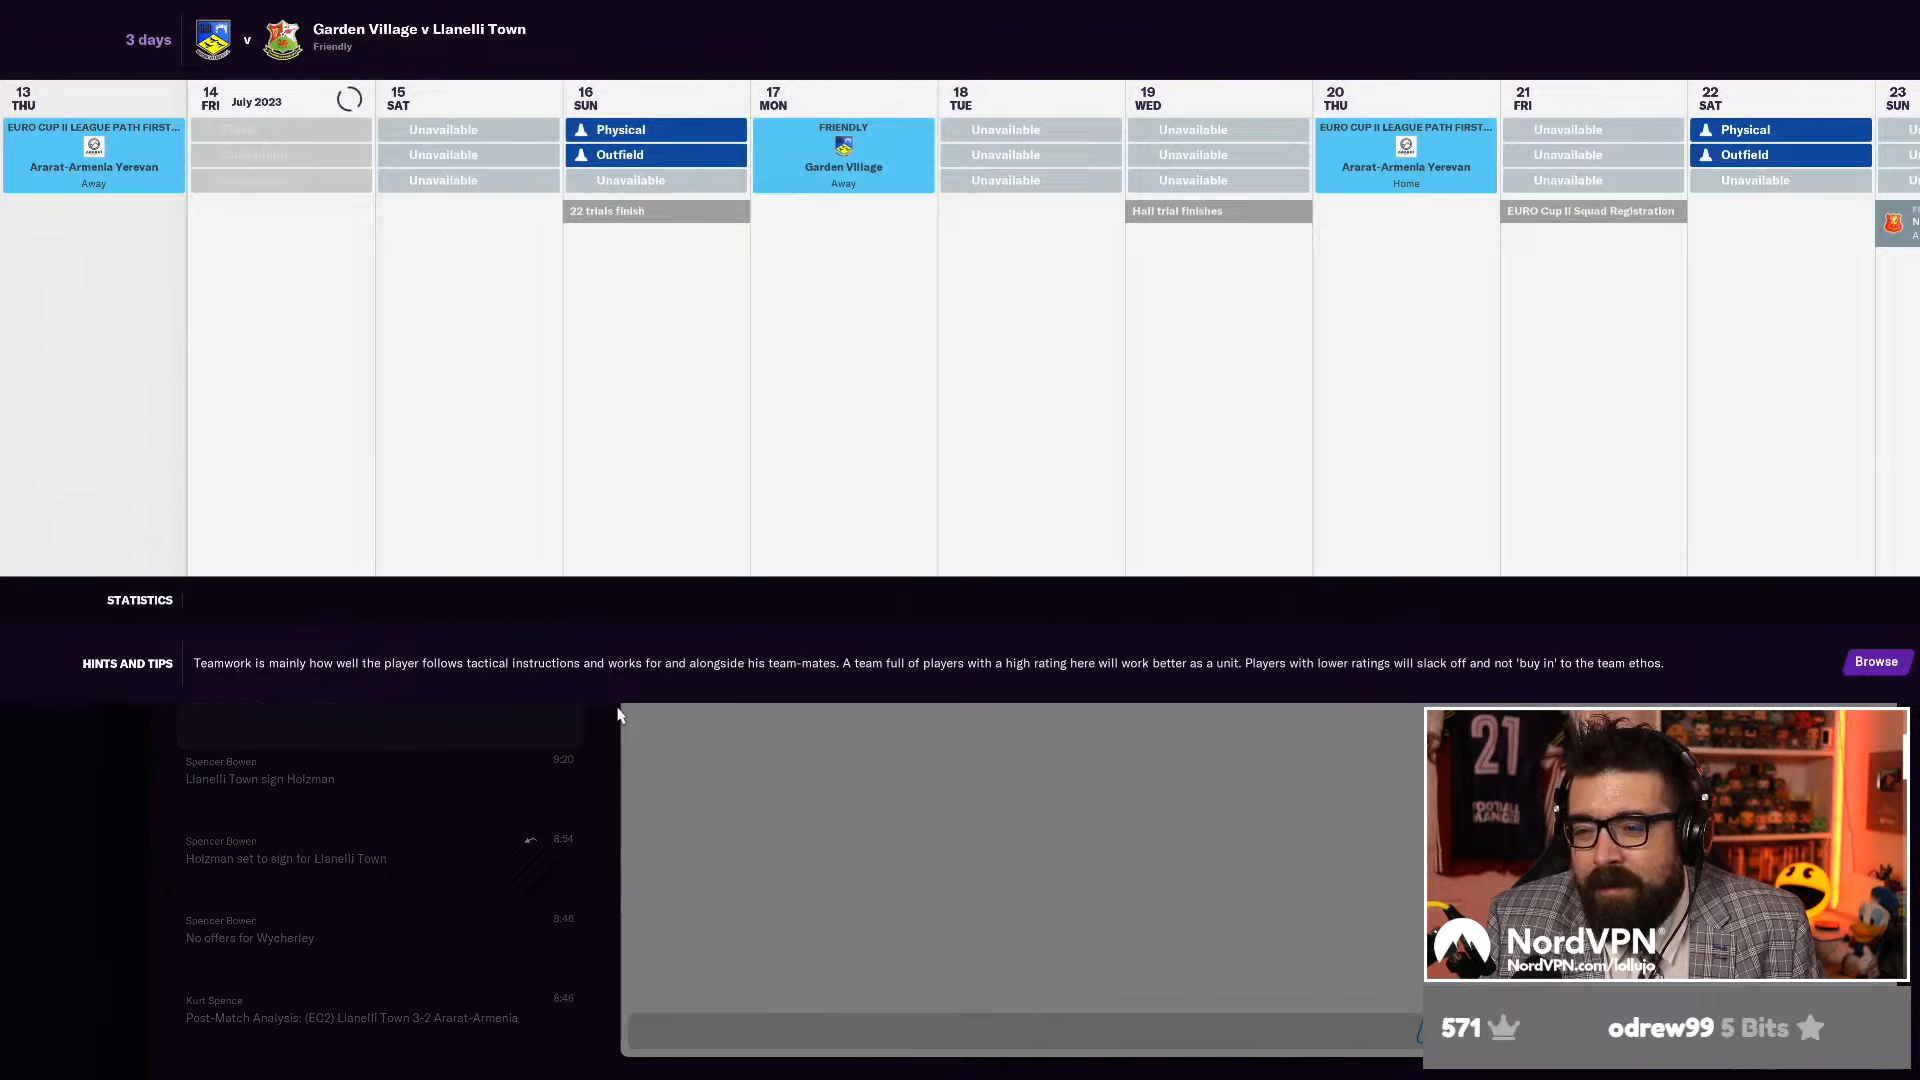 3 days
v
Garden Village v Llanelli Town
Friendly
13
THU
14
FRI July 2023
15
SAT
16
SUN
17
MON
18
TUE
19
WED
20
THU
21
FRI
22
SAT
23
SUN
EURO CUP II LEAGUE PATH FIRST...
Ararat-Armenia Yerevan
Away
Unavailable
Unavailable
Unavailable
Physical
Outfield
Unavailable
22 trials finish
FRIENDLY
Garden Village
Away
Unavailable
Unavailable
Unavailable
Unavailable
Unavailable
Unavailable
Hall trial finishes
EURO CUP II LEAGUE PATH FIRST...
ARARAT
Ararat-Armenia Yerevan
Home
Unavailable
Unavailable
Unavailable
EURO Cup II Squad Registration
Physical
Outfield
Unavailable
STATISTICS
HINTS AND TIPS
Teamwork is mainly how well the player follows tactical instructions and works for and alongside his team-mates. A team full of players with a high rating here will work better as a unit. Players with lower ratings will slack off and not 'buy in' to the team ethos.
Browse
Spencer Bowen 9:20
Llanelli Town sign Holzman
Spencer Bowen 8:54
Holzman set to sign for Llanelli Town
Spencer Bowen 8:46
No offers for Wycherley
Kurt Spence 8:46
Post-Match Analysis: (EC2) Llanelli Town 3-2 Ararat-Armenia
21
FOOTBALL
MANAGER
NordVPN®
NordVPN.com/lollujo
571
odrew99 5 Bits